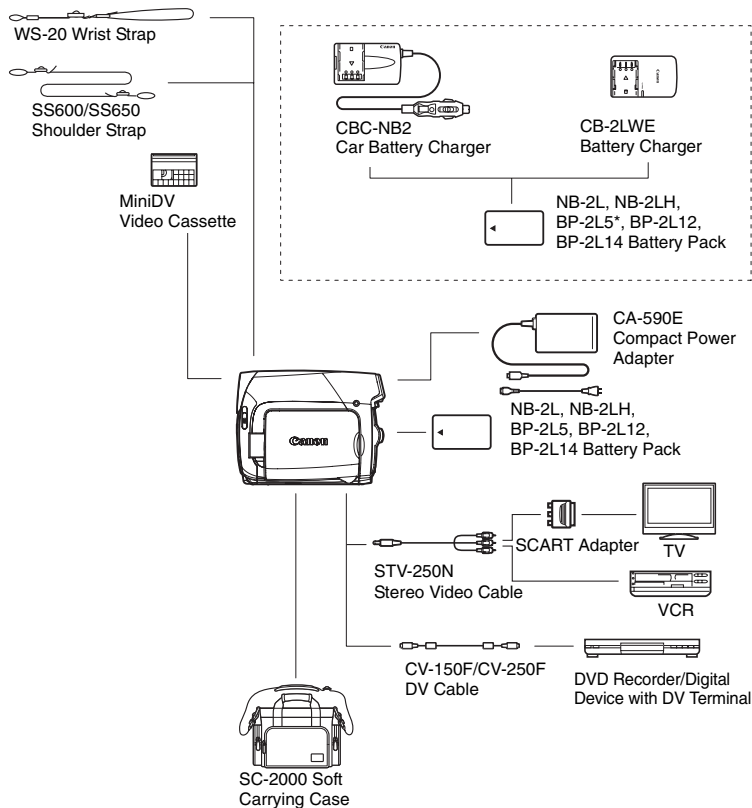 WS-20 Wrist Strap
SS600/SS650
Shoulder Strap
MiniDV
Video Cassette
Canon
CBC-NB2
Car Battery Charger
Canon
CB-2LWE
Battery Charger
NB-2L, NB-2LH,
BP-2L5*, BP-2L12,
BP-2L14 Battery Pack
CA-590E
Compact Power
Adapter
Canon
NB-2L, NB-2LH,
BP-2L5, BP-2L12,
BP-2L14 Battery Pack
STV-250N
Stereo Video Cable
SCART Adapter
TV
VCR
CV-150F/CV-250F
DV Cable
DVD Recorder/Digital
Device with DV Terminal
SC-2000 Soft
Carrying Case